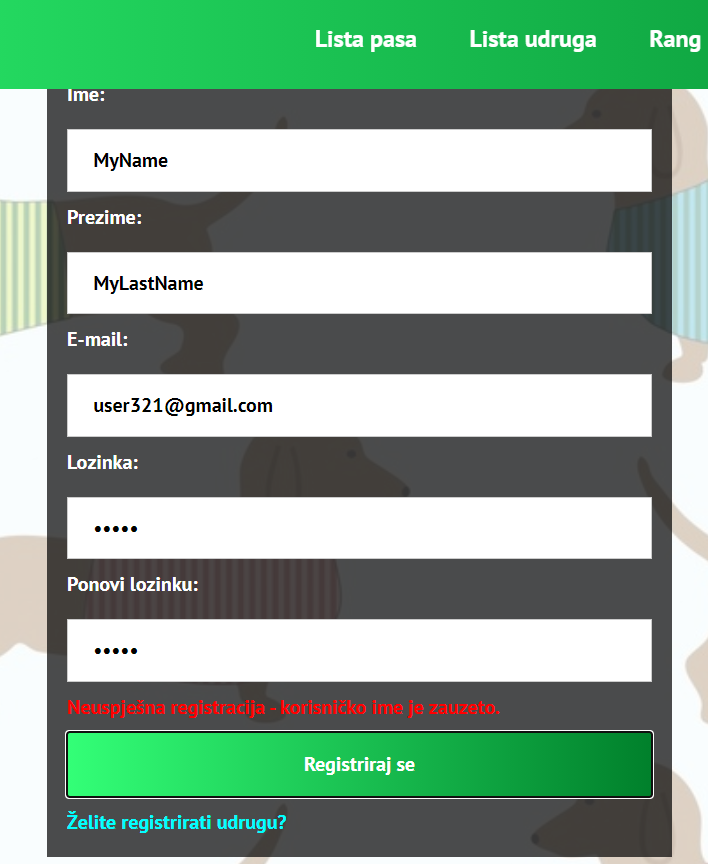 Lista pasa Lista udruga Rang
Ime:
MyName
Prezime:
MyLastName
E-mail:
user321@gmail.com
Lozinka:
•••••
Ponovi lozinku:
•••••
Neuspješna registracija - korisničko ime je zauzeto.
Registriraj se
Želite registrirati udrugu?